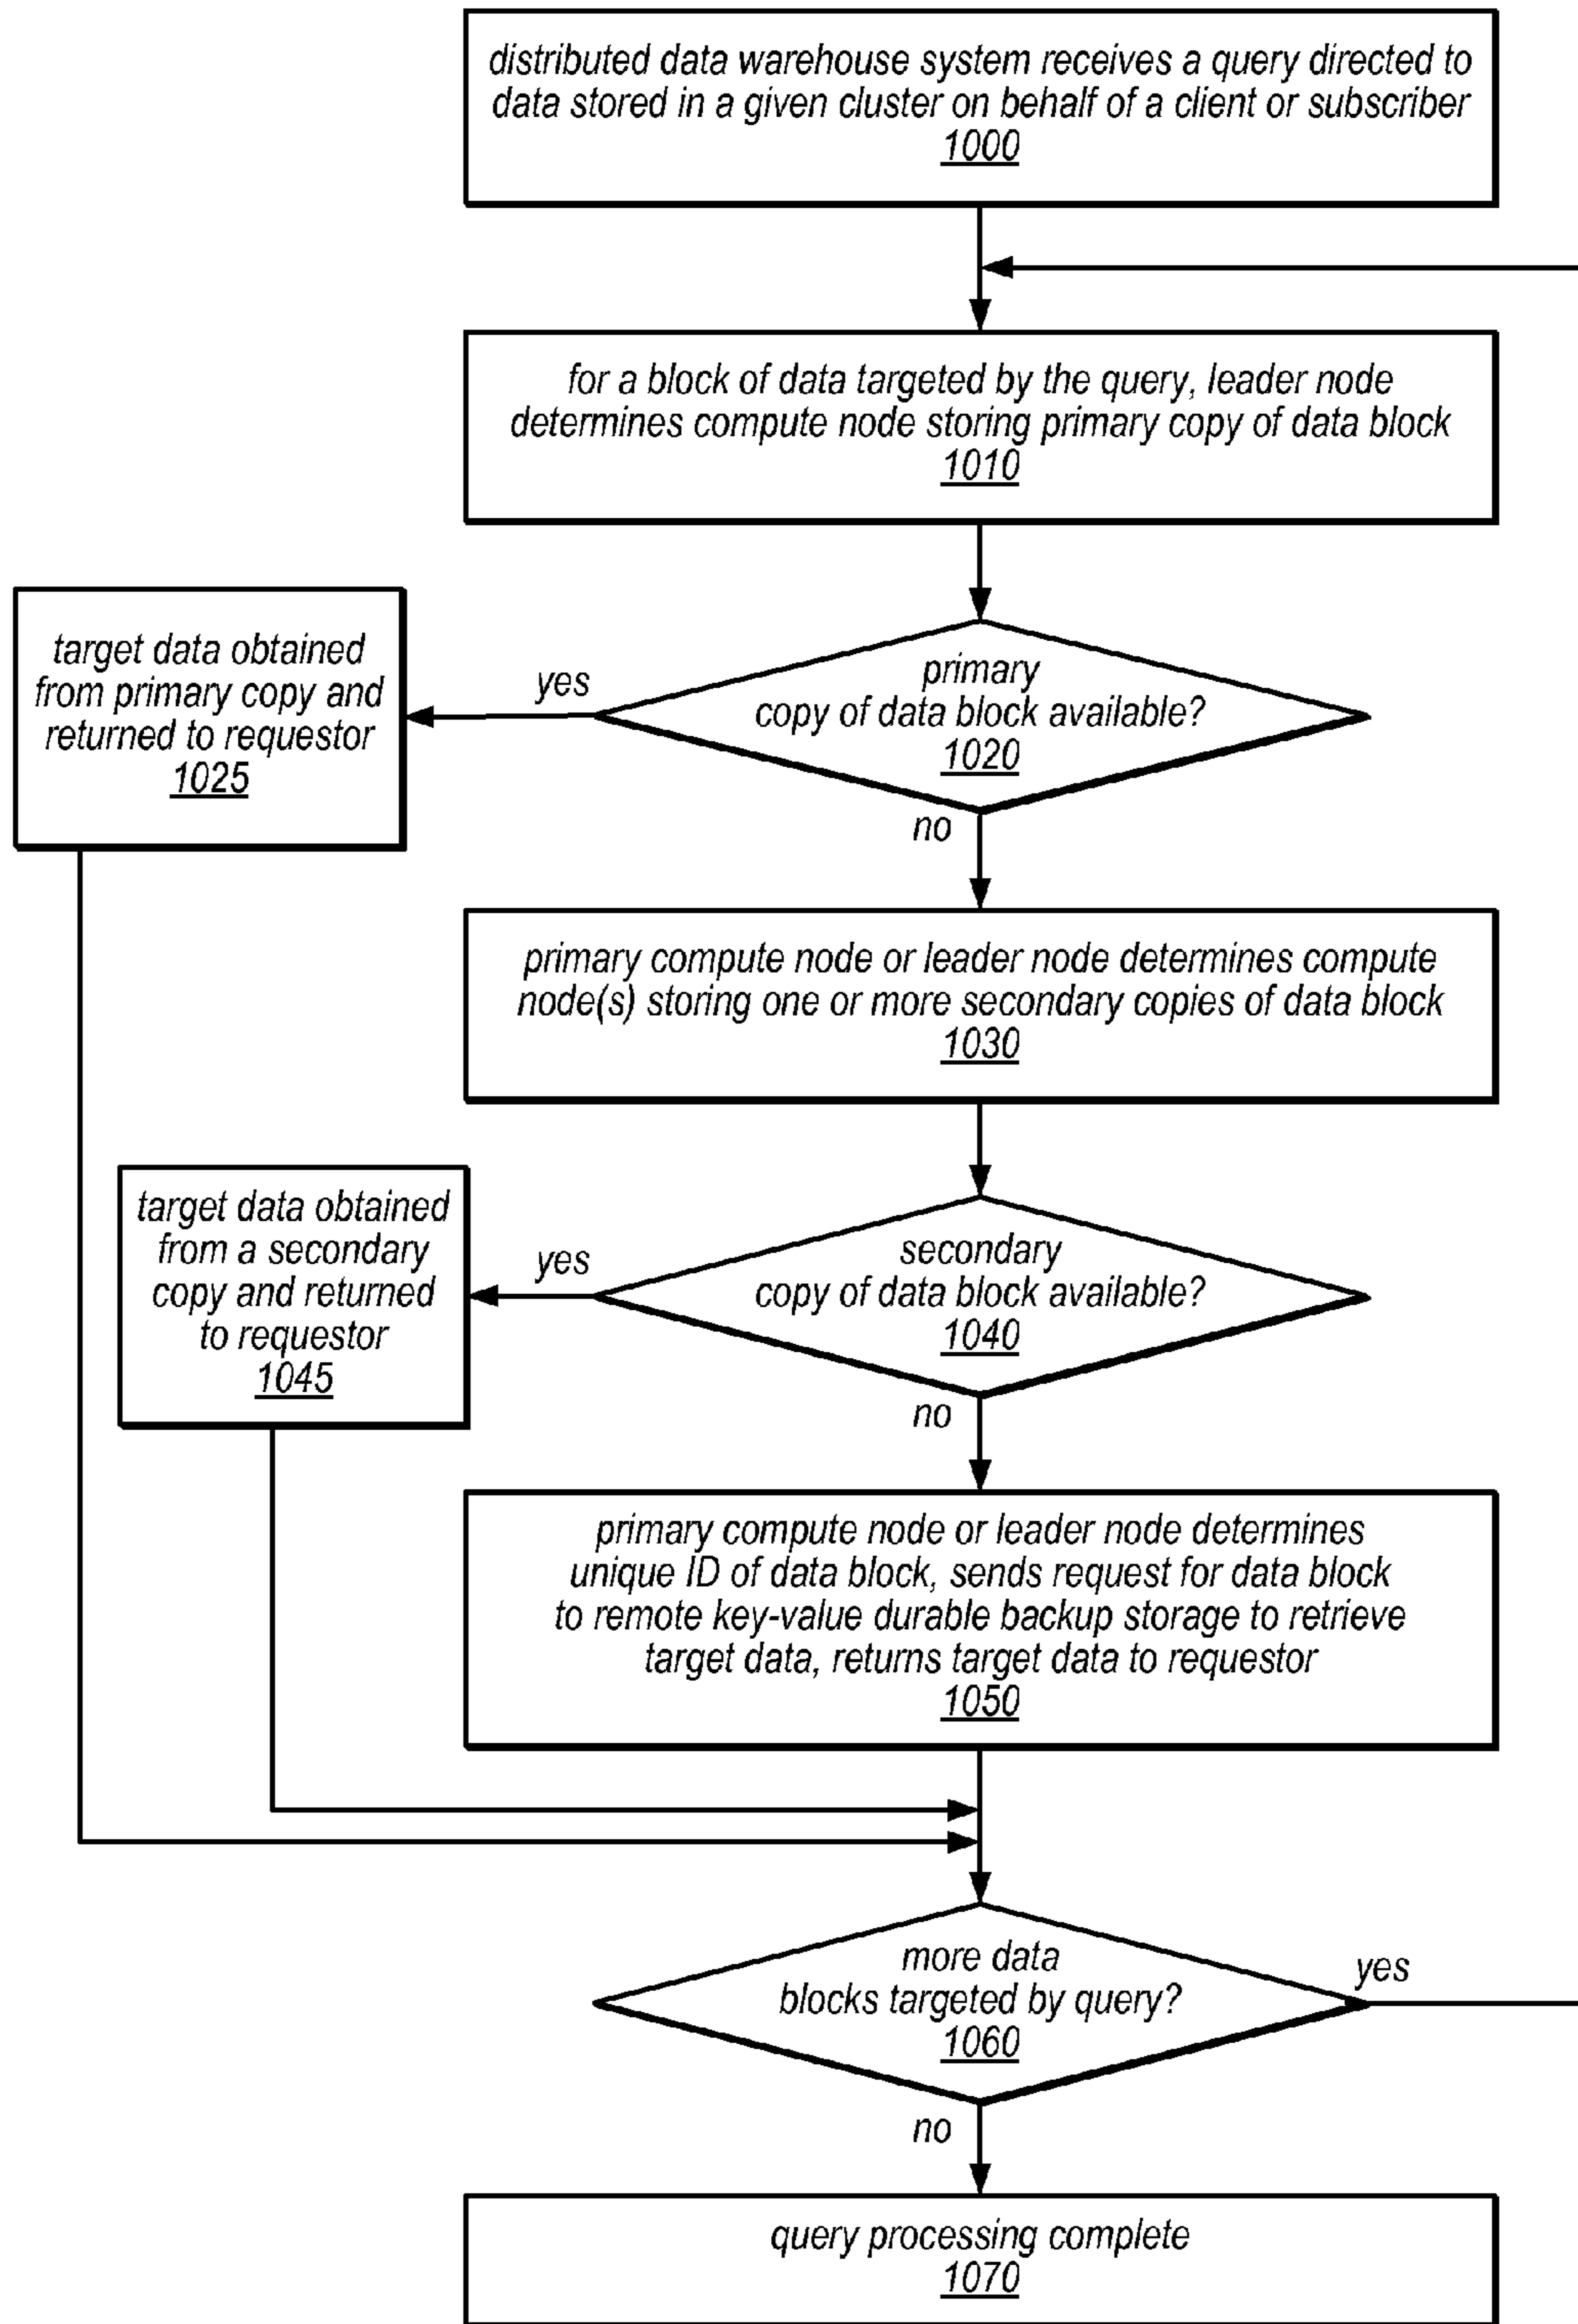 distributed data warehouse system receives a query directed to
data stored in a given cluster on behalf of a client or subscriber
1000
for a block of data targeted by the query, leader node
determines compute node storing primary copy of data block
1010
target data obtained
from primary copy and
returned to requestor
1025
yes
primary
copy of data block available?
1020
no
primary compute node or leader node determines compute
node(s) storing one or more secondary copies of data block
1030
target data obtained
from a secondary
copy and returned
to requestor
1045
yes
secondary
copy of data block available?
1040
no
primary compute node or leader node determines
unique ID of data block, sends request for data block
to remote key-value durable backup storage to retrieve
target data, returns target data to requestor
1050
more data
blocks targeted by query?
1060
yes
no
query processing complete
1070